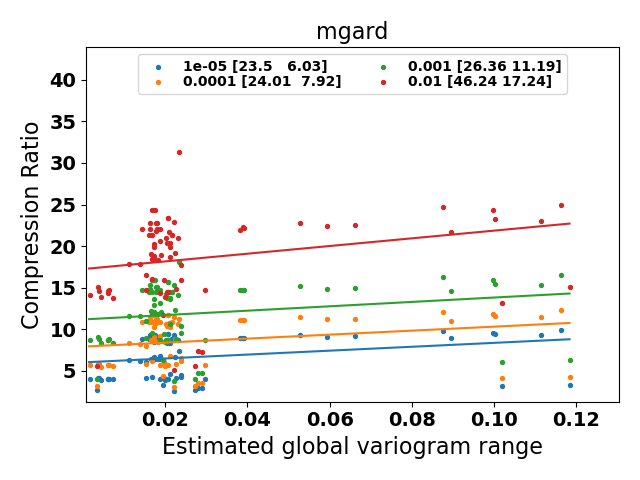 mgard
1e-05 [23.5   6.03]
0.0001 [24.01  7.92]
0.001 [26.36 11.19]
0.01 [46.24 17.24]
Compression Ratio
40
35
30
25
20
15
10
5
0.02 0.04 0.06 0.08 0.10 0.12
Estimated global variogram range